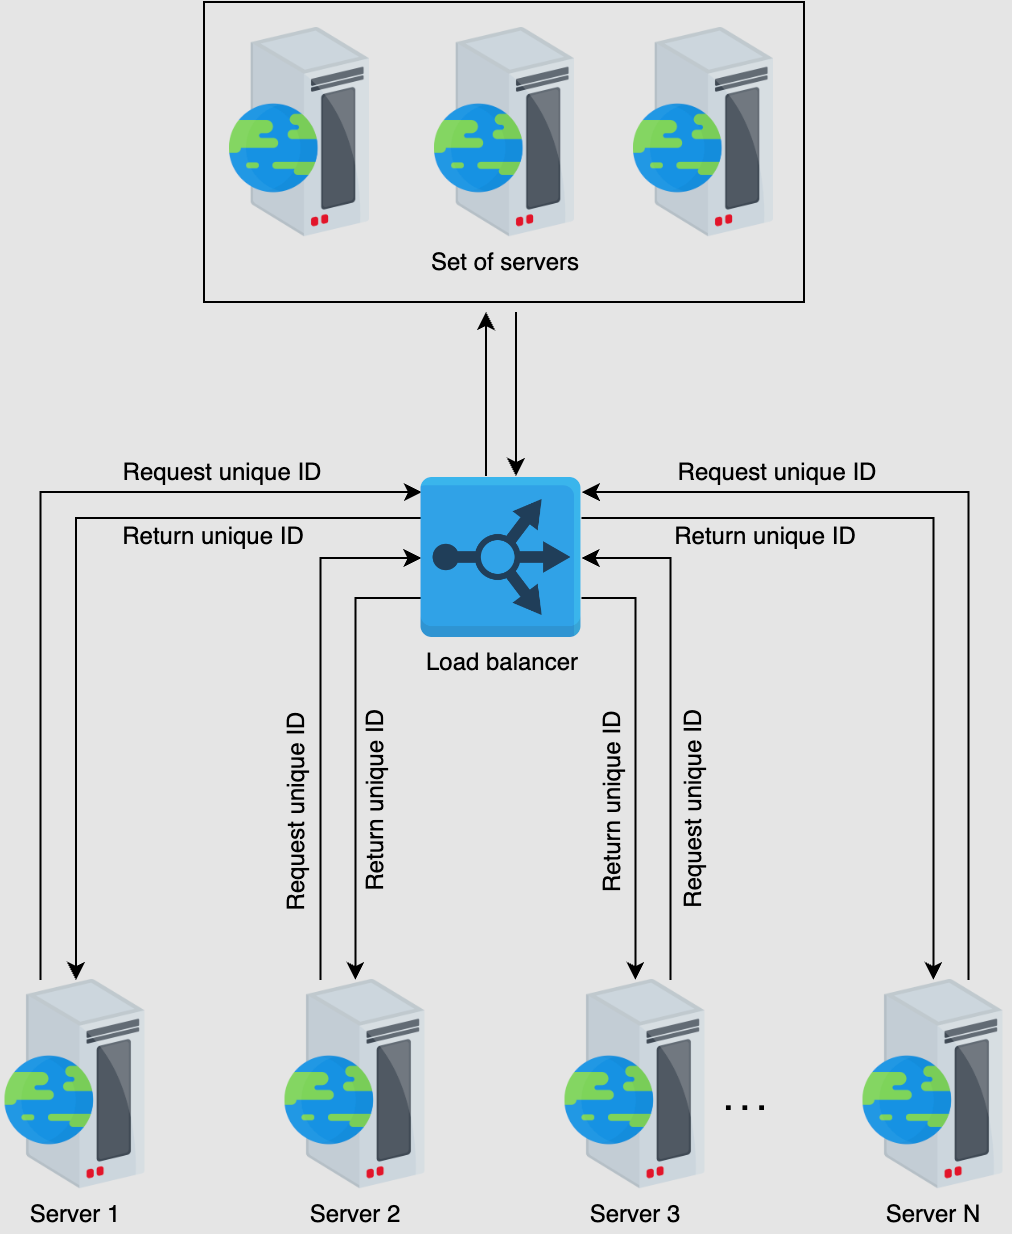 Set of servers
Request unique ID
Request unique ID
Return unique ID
Return unique ID
Load balancer
Request unique ID
Return unique ID
Return unique ID
Request unique ID
...
Server 1
Server 2
Server 3
Server N